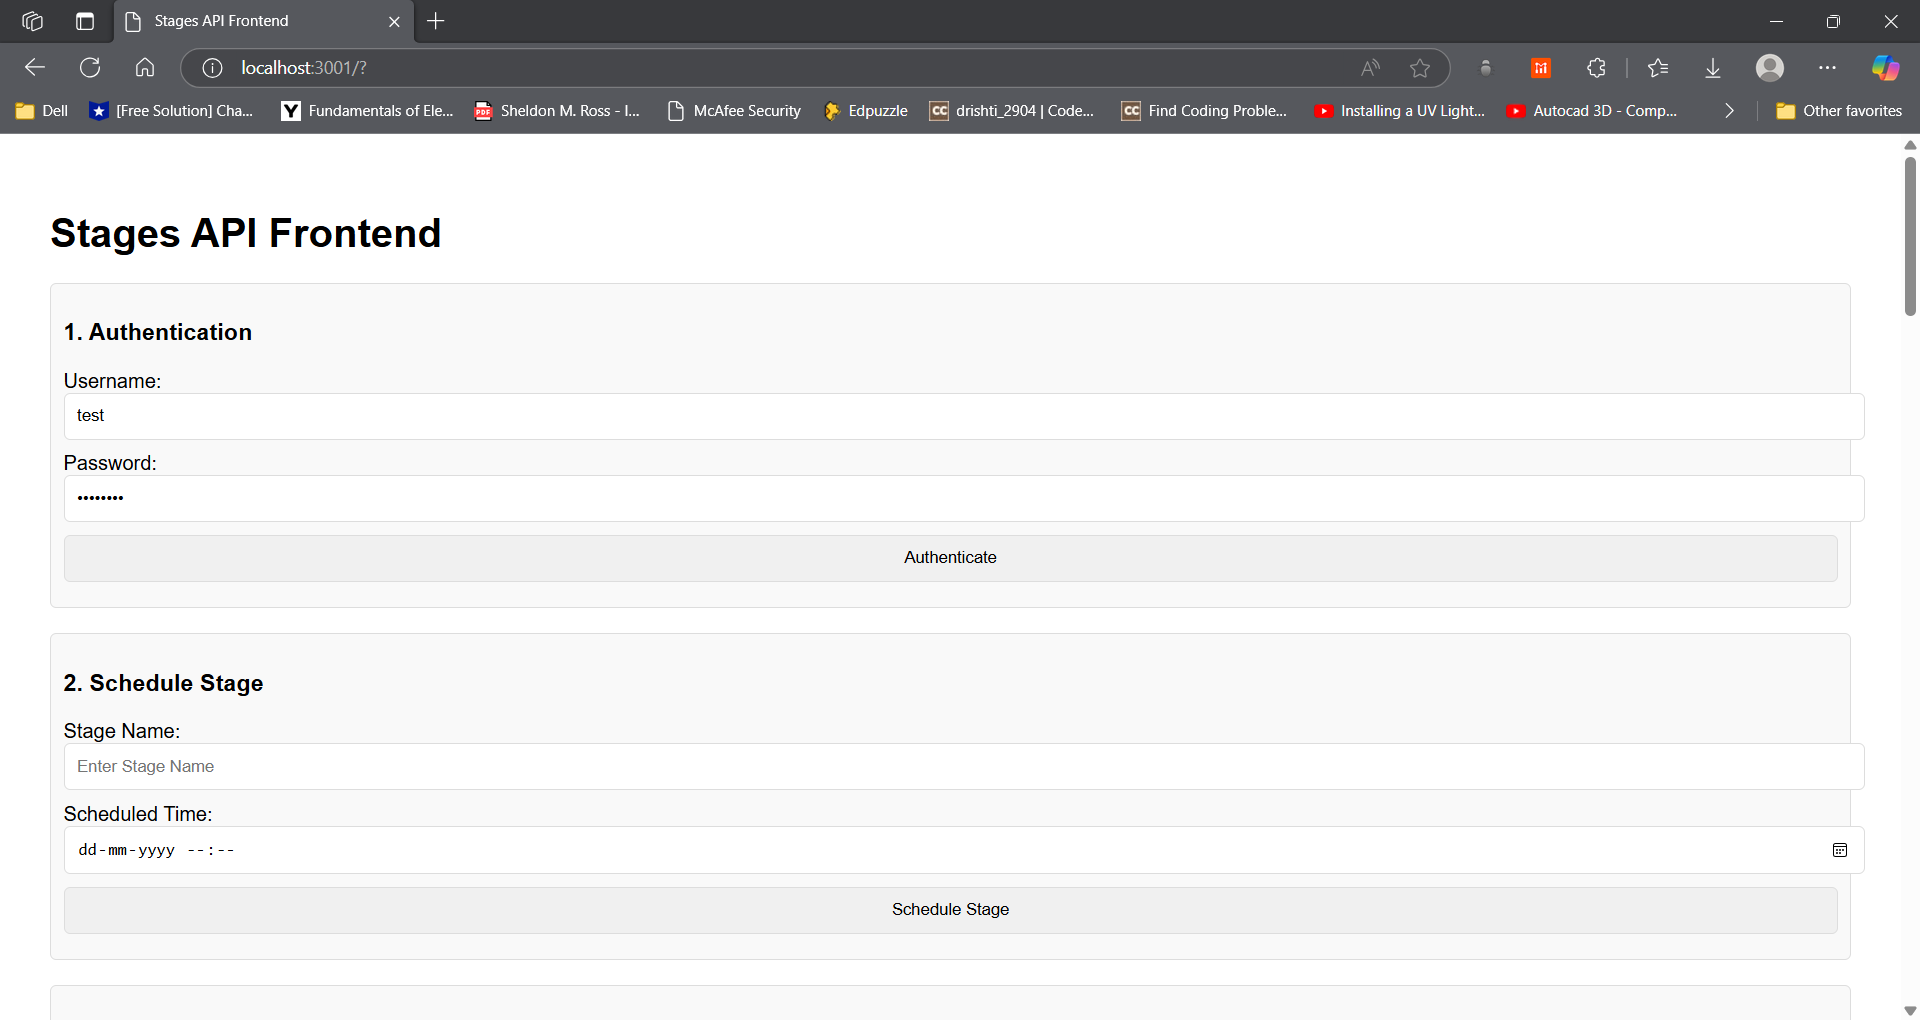 Stages API Frontend
localhost:3001/?
Dell
[Free Solution] Cha...
Fundamentals of Ele...
Sheldon M. Ross - I...
McAfee Security
Edpuzzle
drishti_2904 | Code...
Find Coding Proble...
Installing a UV Light...
Autocad 3D - Comp...
Other favorites
Stages API Frontend
1. Authentication
Username:
test
Password:
••••••••
Authenticate
2. Schedule Stage
Stage Name:
Enter Stage Name
Scheduled Time:
dd-mm-yyyy --:--
Schedule Stage